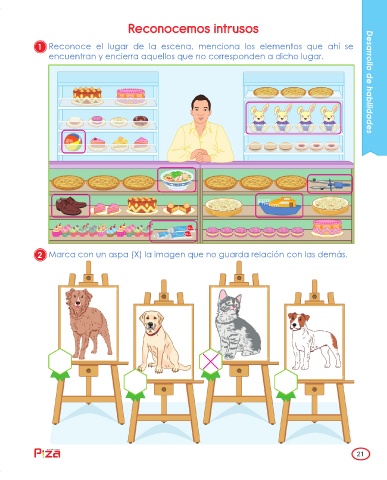 Reconocemos intrusos
1 Reconoce el lugar de la escena, menciona los elementos que ahí se
encuentran y encierra aquellos que no corresponden a dicho lugar.
Desarrollo de habilidades
2 Marca con un aspa (X) la imagen que no guarda relación con las demás.
Pıza
21